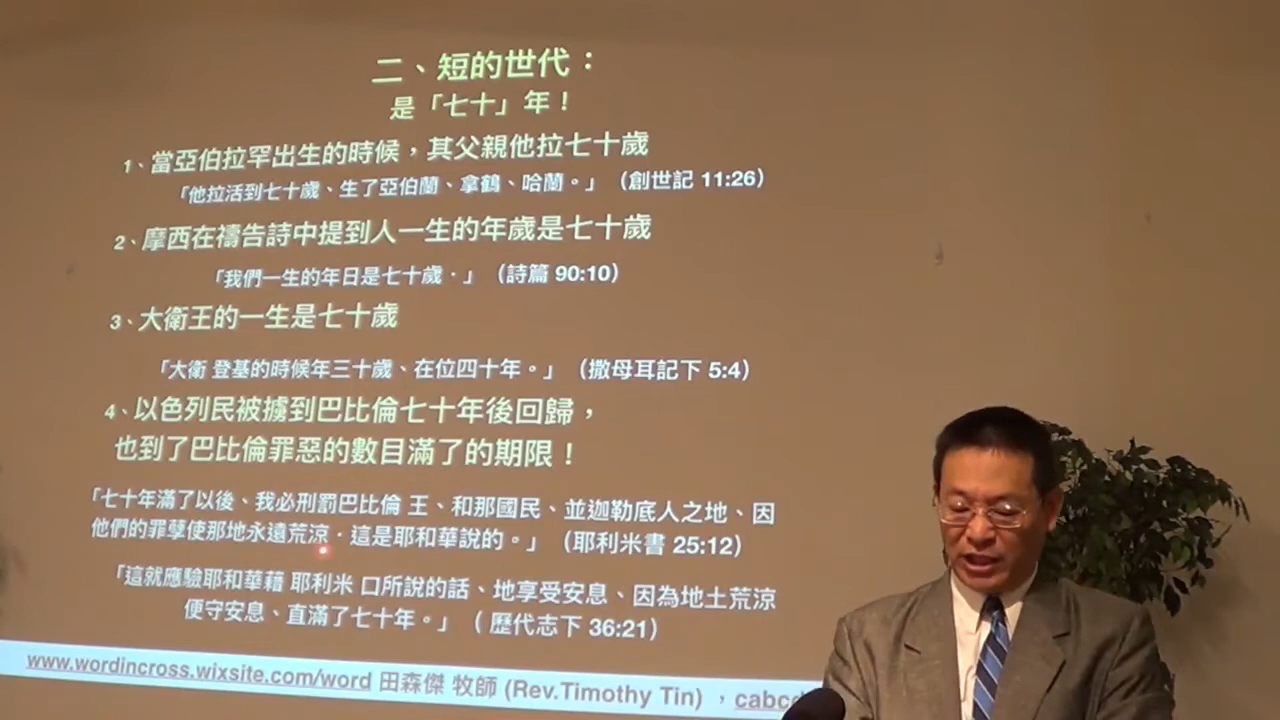 二、短的世代：
是「七十」年！
1、當亞伯拉罕出生的時候，其父親他拉七十歲
「他拉活到七十歲、生了亞伯蘭、拿鶴、哈蘭。」（創世記 11:26）
2、摩西在禱告詩中提到人一生的年歲是七十歲
「我們一生的年日是七十歲．」（詩篇 90:10）
3、大衛王的一生是七十歲
「大衛 登基的時候年三十歲、在位四十年。」（撒母耳記下 5:4）
4、以色列民被擄到巴比倫七十年後回歸，
也到了巴比倫罪惡的數目滿了的期限！
「七十年滿了以後、我必刑罰巴比倫 王、和那國民、並迦勒底人之地、因
他們的罪孽使那地永遠荒涼．這是耶和華說的。」（耶利米書 25:12）
「這就應驗耶和華藉 耶利米 口所說的話、地享受安息、因為地土荒涼
便守安息、直滿了七十年。」（ 歷代志下 36:21）
www.wordincross.wixsite.com/word 田森傑 牧師 (Rev.Timothy Tin) ，